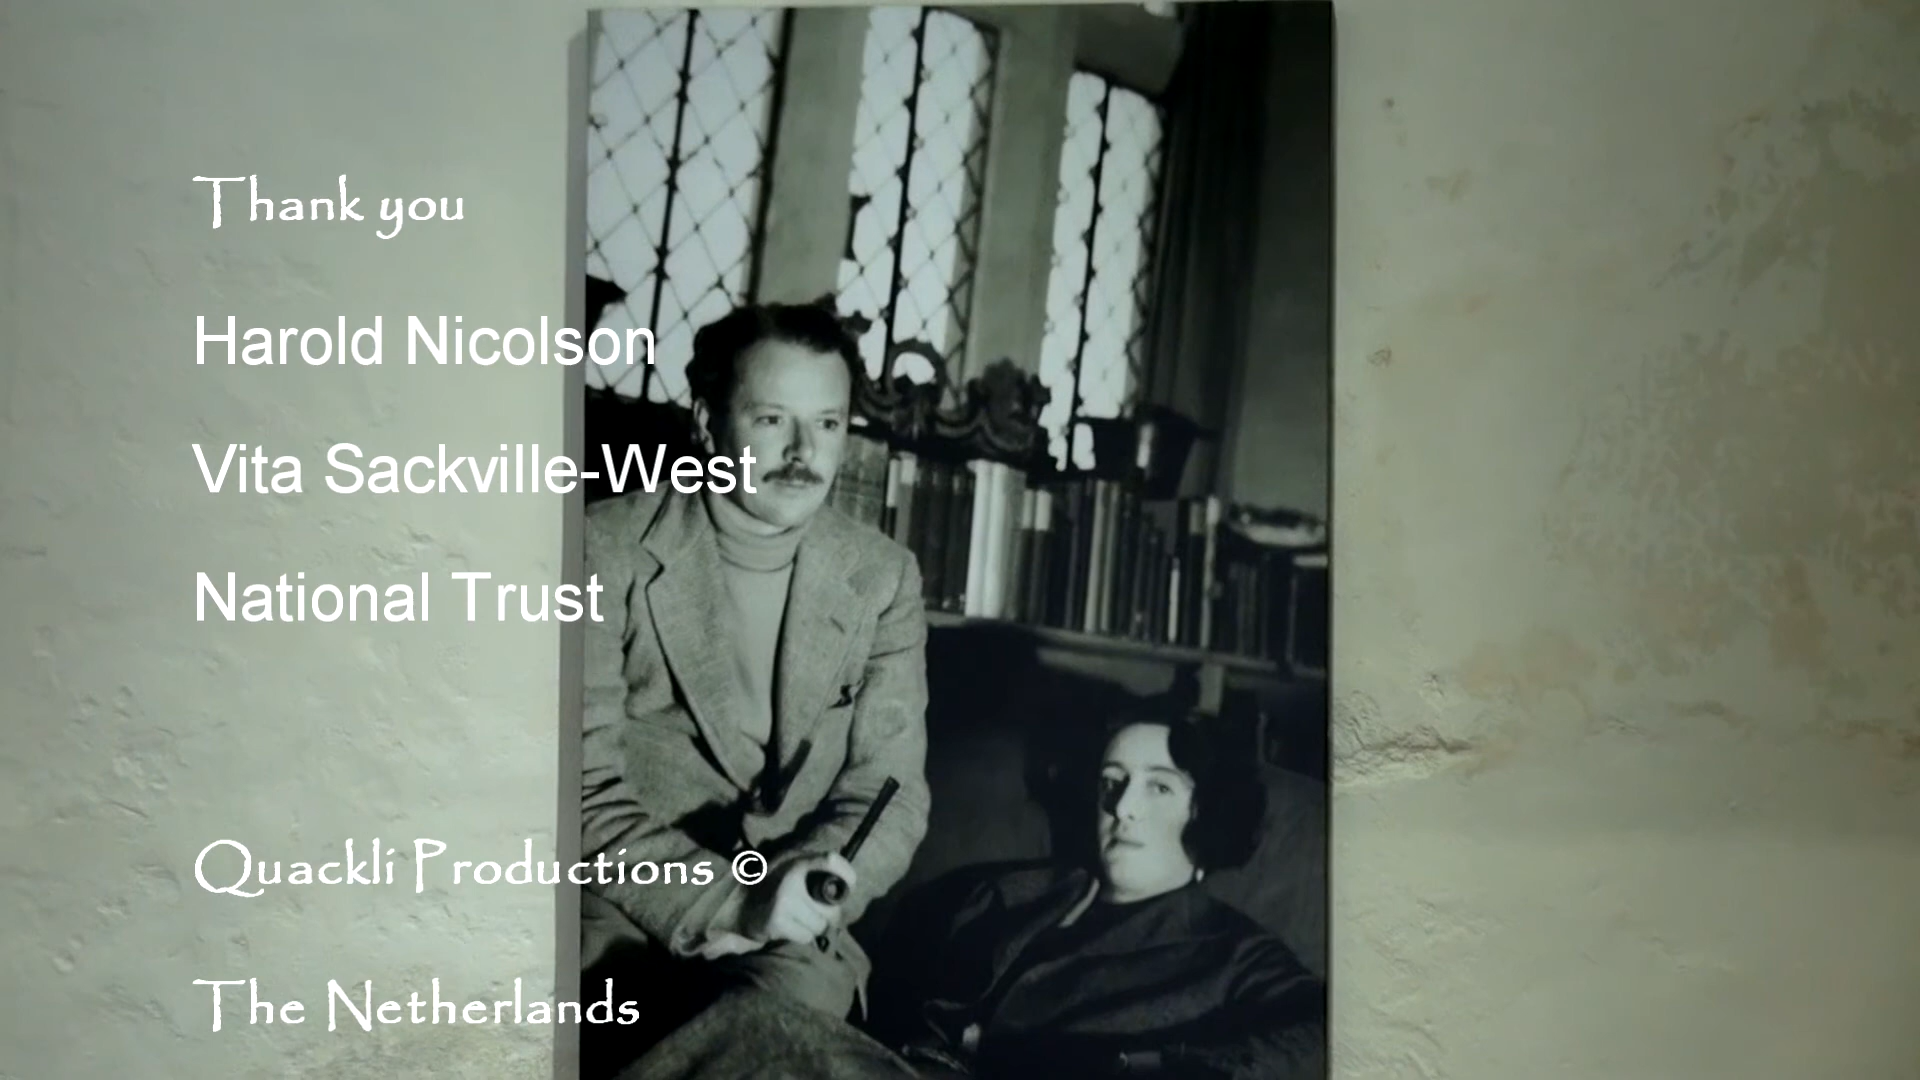 Thank you
Harold Nicolson
Vita Sackville-West
National Trust
Quackli Productions ©
The Netherlands